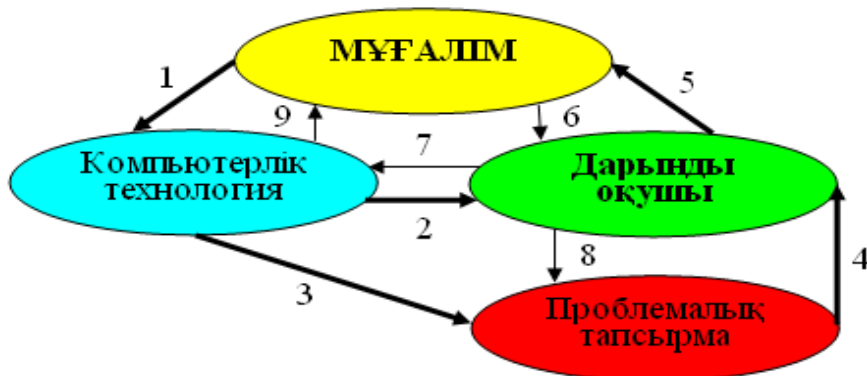 МҰҒАЛІМ
1
5
9
6
Компьютерлік
технология
7
Дарынды
оқушы
2
8
4
3
Проблемалық
тапсырма